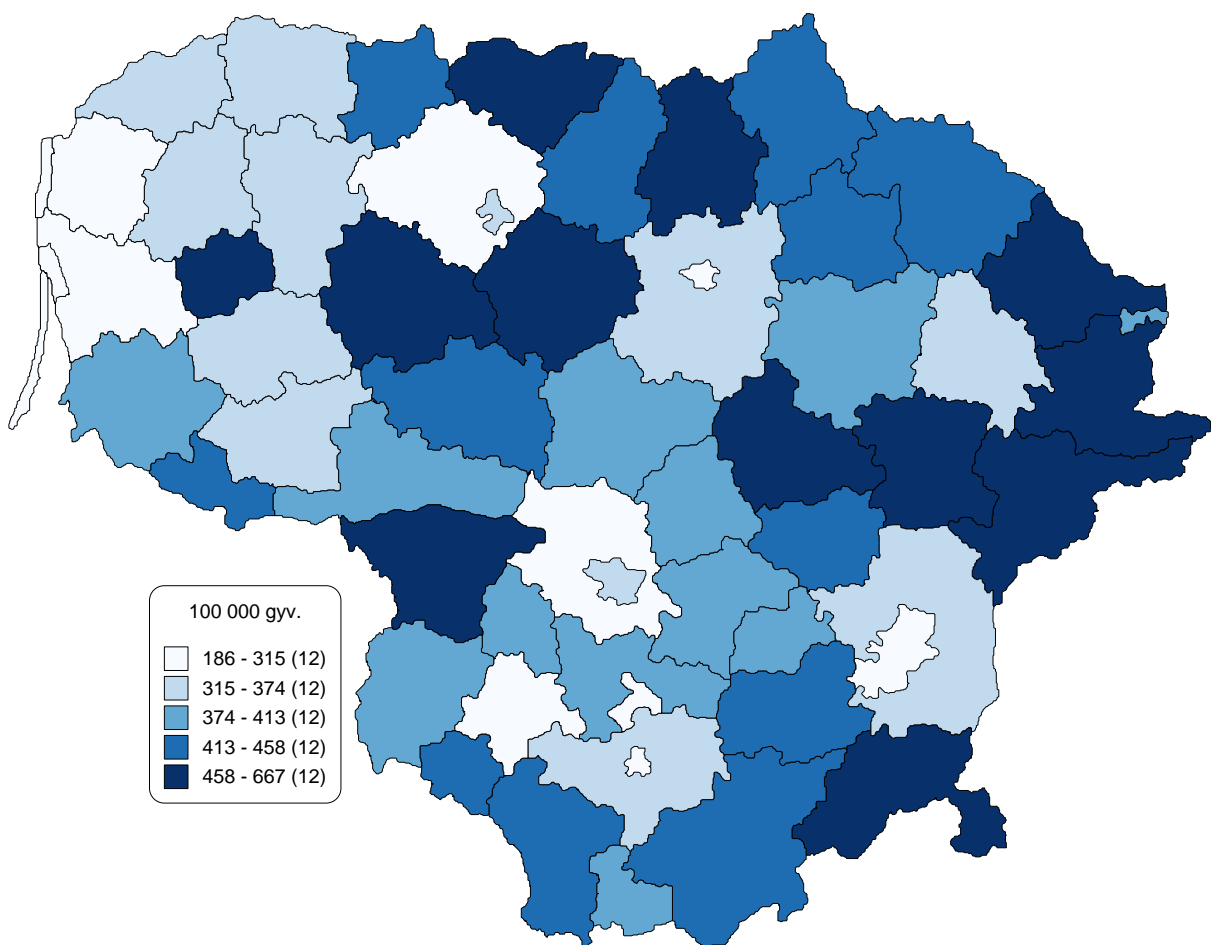 100 000 gyv.
186 - 315 (12)
315 - 374 (12)
374 - 413 (12)
413 - 458 (12)
458 - 667 (12)